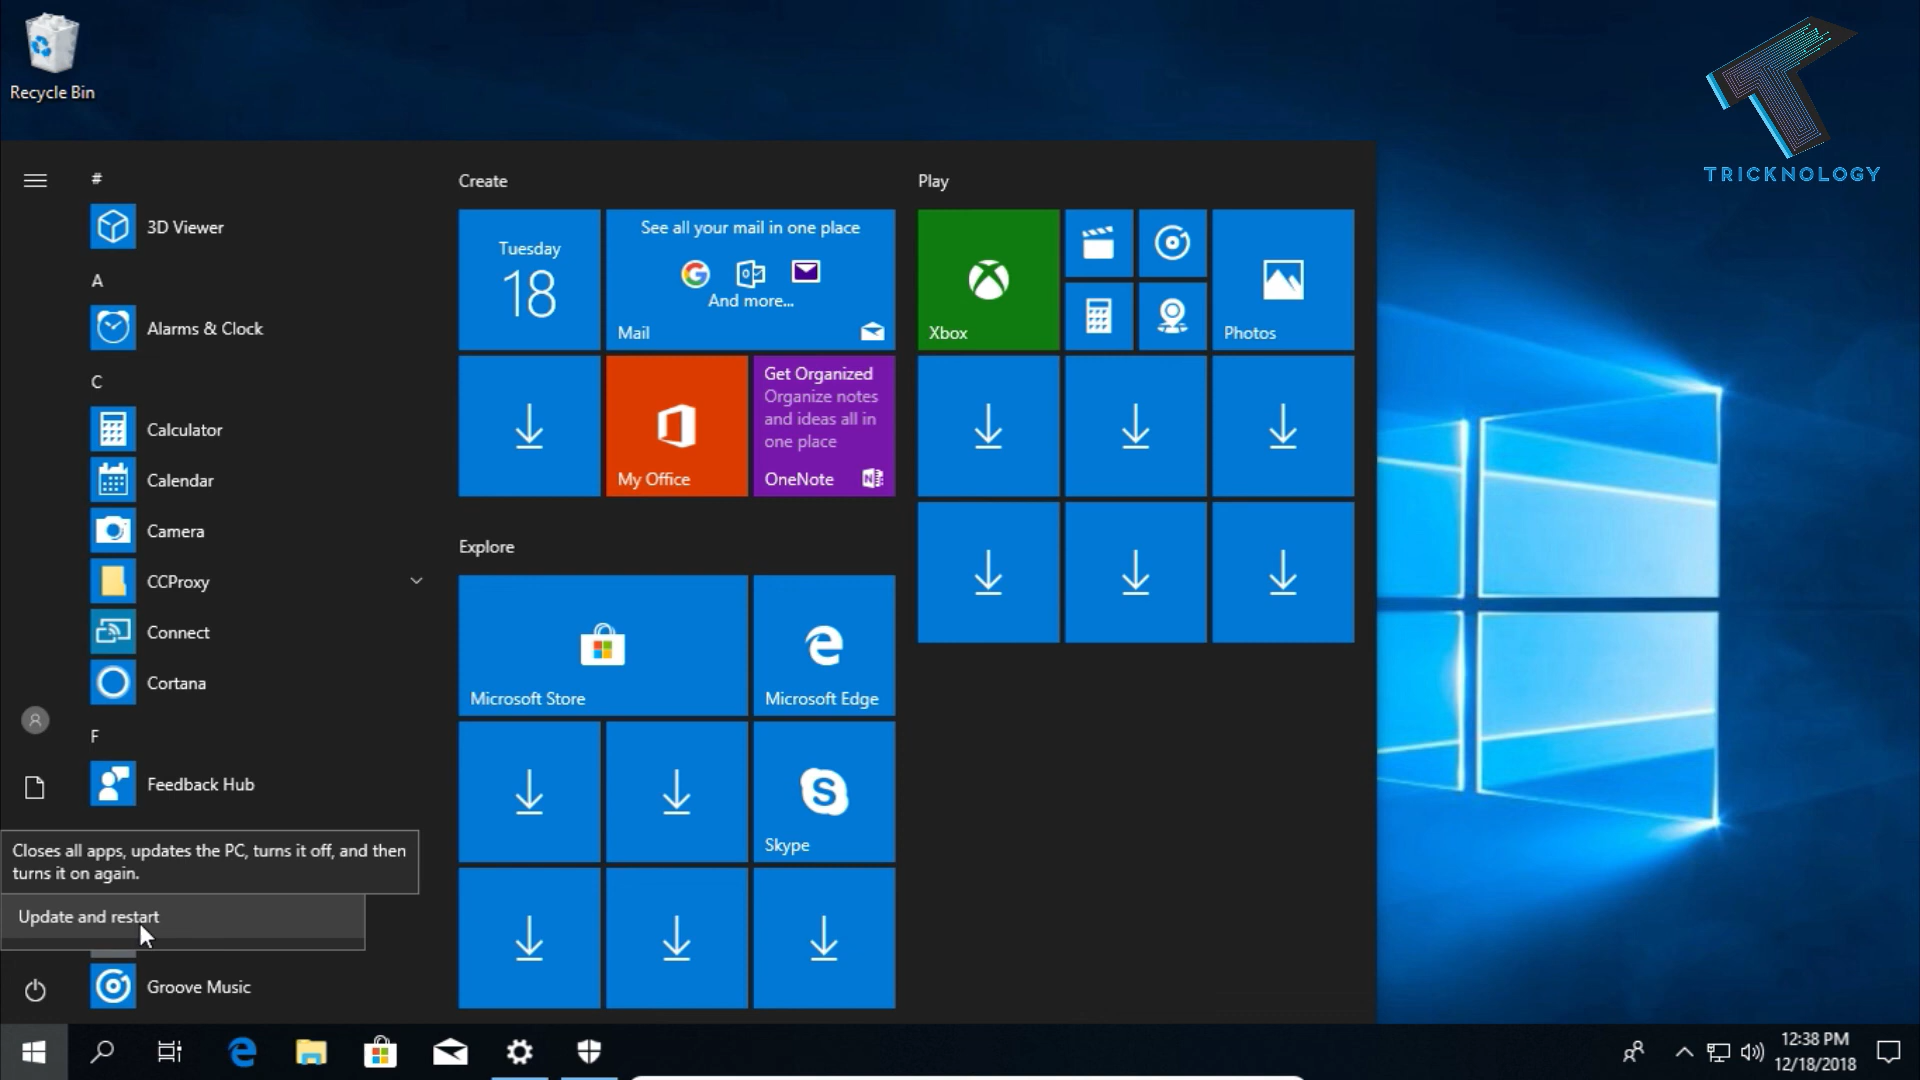 Recycle Bin
TRICKNOLOGY
#
3D Viewer
A
Alarms & Clock
C
Calculator
Calendar
Camera
CCProxy
Connect
Cortana
F
Feedback Hub
Closes all apps, updates the PC, turns it off, and then
turns it on again.
Update and restart
Groove Music
Create
Tuesday
18
See all your mail in one place
And more...
Mail
My Office
Get Organized
Organize notes
and ideas all in
one place
OneNote
Explore
Microsoft Store
Microsoft Edge
Skype
Play
Xbox
Photos
12:38 PM
12/18/2018